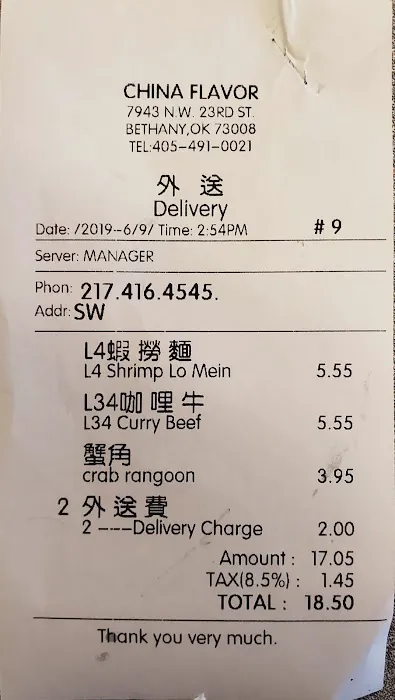 CHINA FLAVOR
7943 N.W. 23RD ST.
BETHANY,OK 73008
TEL:405-491-0021
外 送
Delivery
Date: /2019--6/9/ Time: 2:54PM # 9
Server: MANAGER
Phon: 217.416.4545.
Addr: SW
L4蝦 撈 麵
L4 Shrimp Lo Mein 5.55
L34咖 哩 牛
L34 Curry Beef 5.55
蟹角
crab rangoon 3.95
2 外 送 費
2 ----Delivery Charge 2.00
Amount : 17.05
TAX(8.5%) : 1.45
TOTAL : 18.50
Thank you very much.